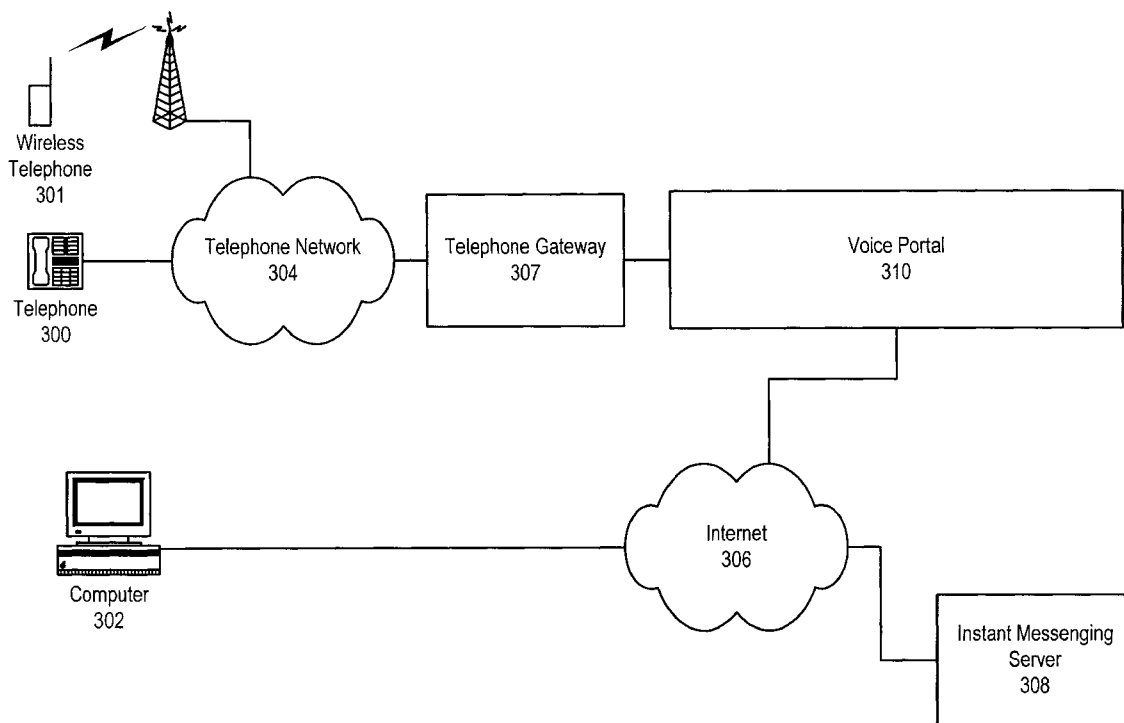 Wireless
Telephone
301
Telephone
300
Telephone Network
304
Telephone Gateway
307
Voice Portal
310
Computer
302
Internet
306
Instant Messenging
Server
308